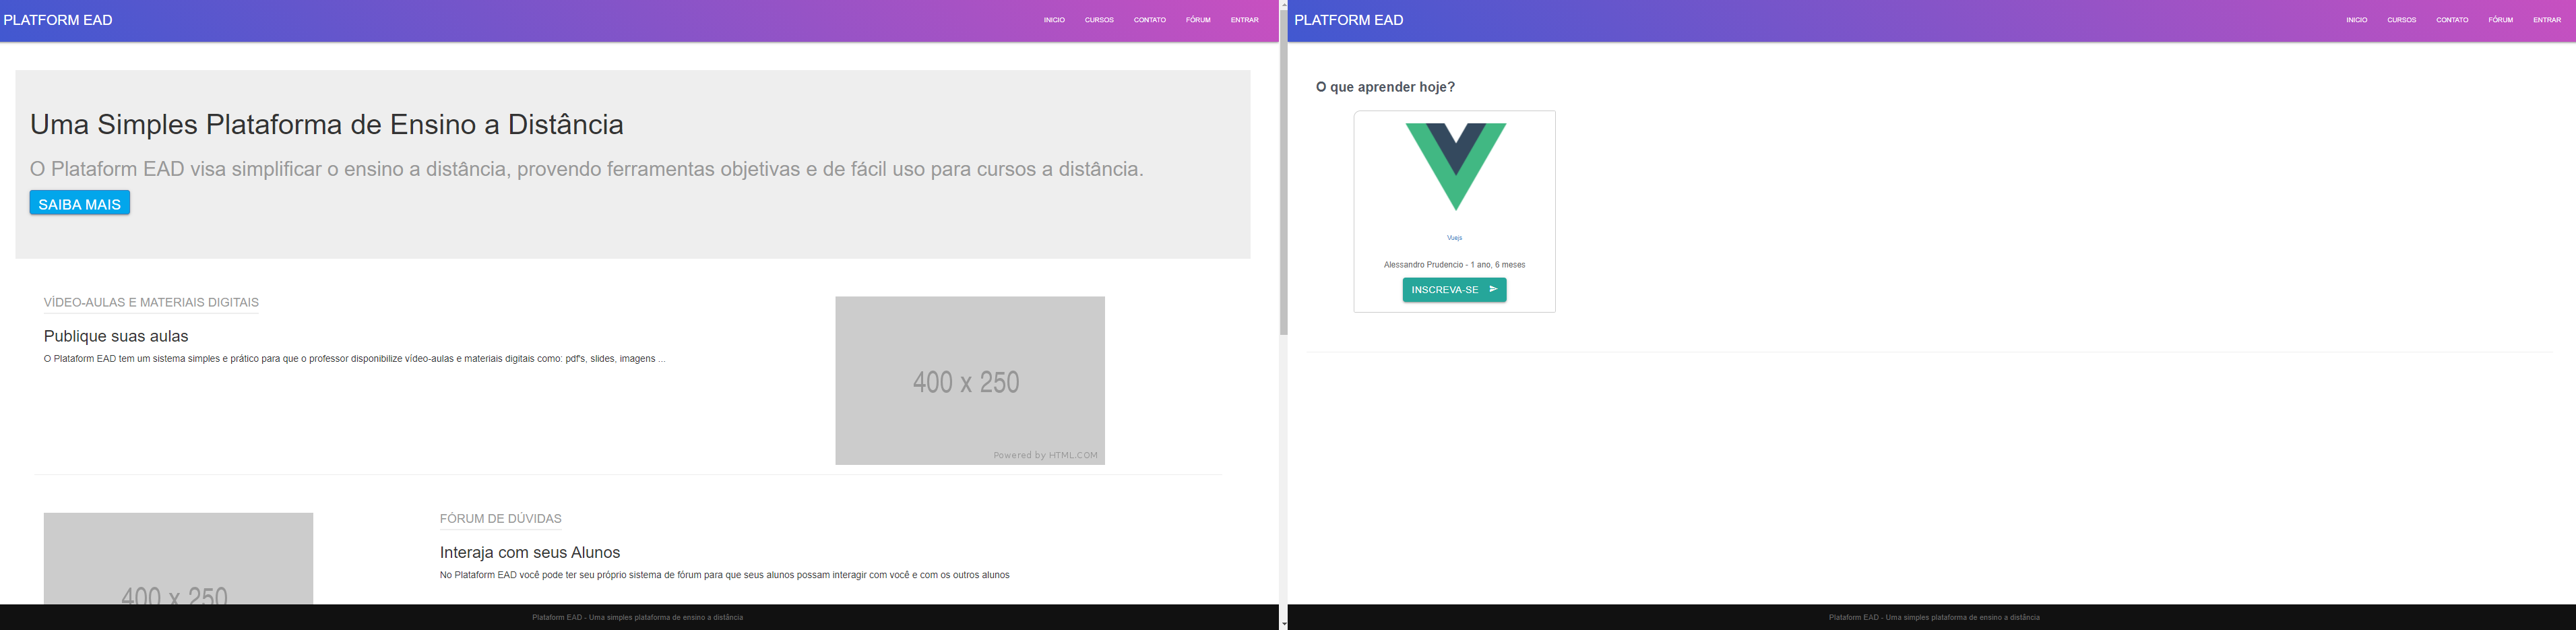 PLATFORM EAD
INICIO
CURSOS
CONTATO
FÓRUM
ENTRAR
Uma Simples Plataforma de Ensino a Distância
O Plataform EAD visa simplificar o ensino a distância, provendo ferramentas objetivas e de fácil uso para cursos a distância.
SAIBA MAIS
VÍDEO-AULAS E MATERIAIS DIGITAIS
Publique suas aulas
O Plataform EAD tem um sistema simples e prático para que o professor disponibilize vídeo-aulas e materiais digitais como: pdf's, slides, imagens ...
400 x 250
Powered by HTML.COM
400 x 250
FÓRUM DE DÚVIDAS
Interaja com seus Alunos
No Plataform EAD você pode ter seu próprio sistema de fórum para que seus alunos possam interagir com você e com os outros alunos
Plataform EAD - Uma simples plataforma de ensino a distância
PLATFORM EAD
INICIO
CURSOS
CONTATO
FÓRUM
ENTRAR
O que aprender hoje?
Vuejs
Alessandro Prudencio - 1 ano, 6 meses
INSCREVA-SE
Plataform EAD - Uma simples plataforma de ensino a distância